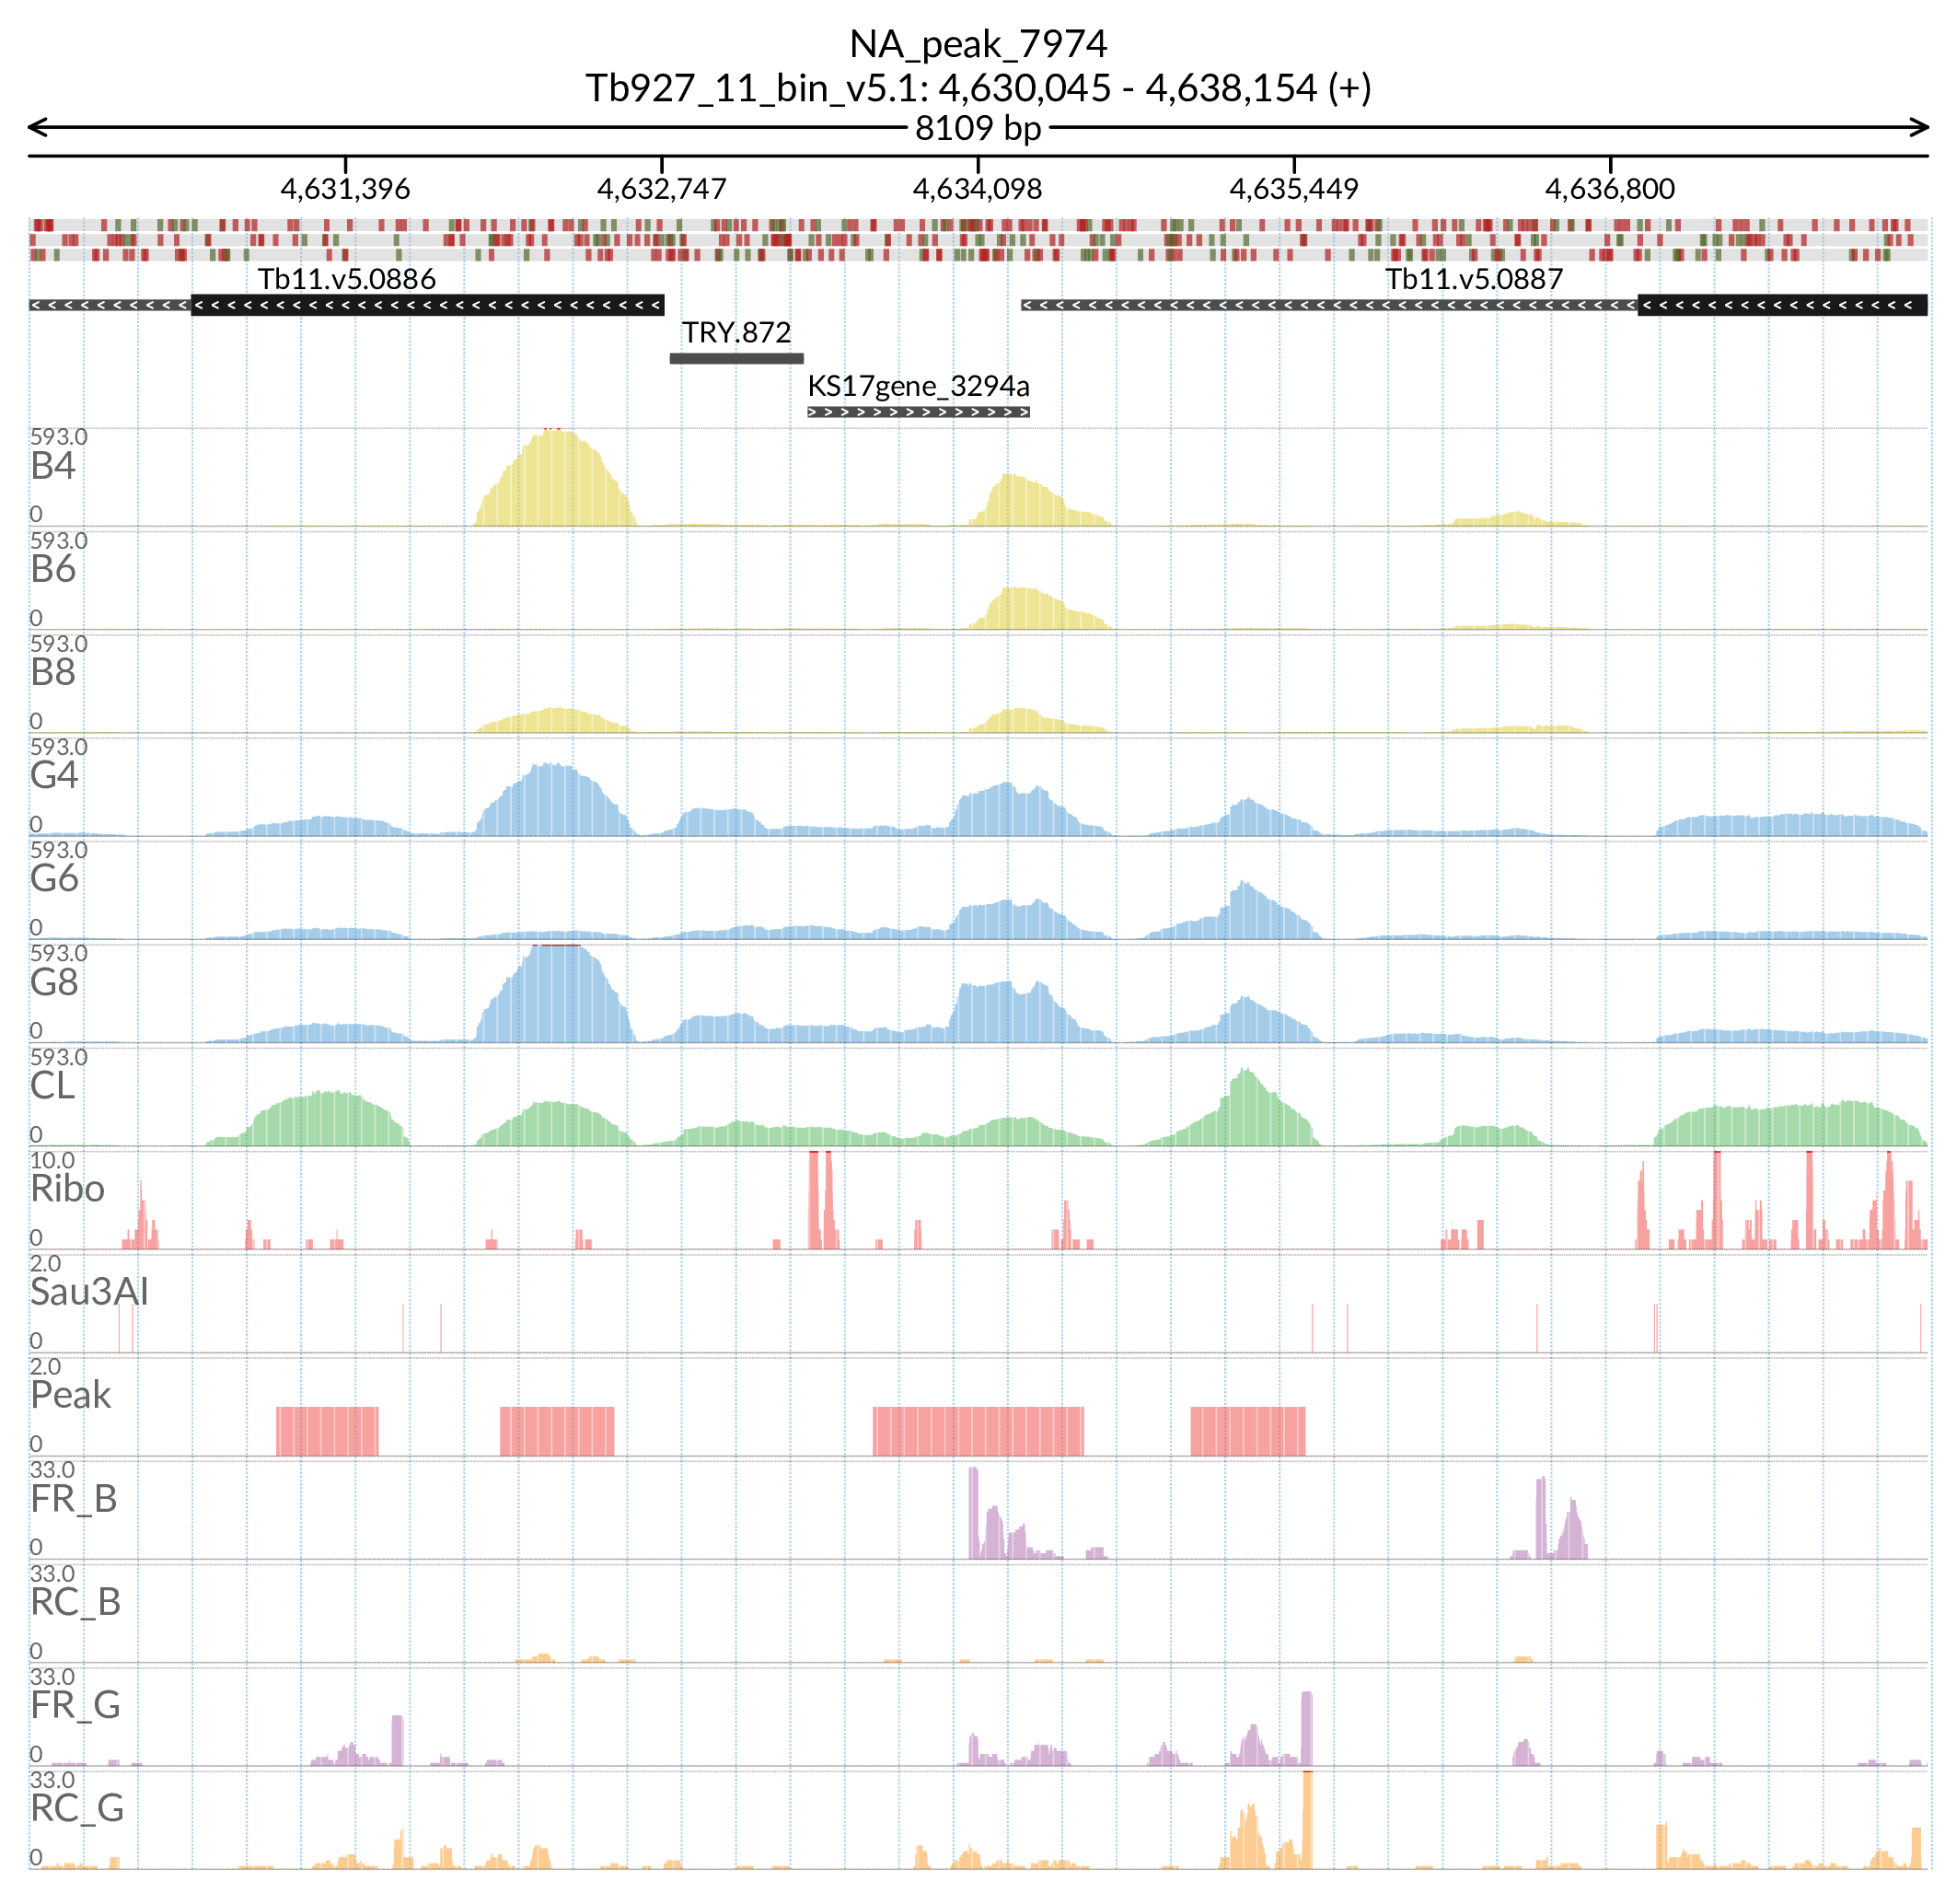 NA_peak_7974
Tb927_11_bin_v5.1: 4,630,045 - 4,638,154 (+)
8109 bp
4,631,396 4,632,747 4,634,098 4,635,449 4,636,800
Tb11.v5.0886 Tb11.v5.0887
TRY.872
KS17gene_3294a
593.0
B4
0
593.0
B6
0
593.0
B8
0
593.0
G4
0
593.0
G6
0
593.0
G8
0
593.0
CL
0
10.0
Ribo
0
2.0
Sau3AI
0
2.0
Peak
0
33.0
FR_B
0
33.0
RC_B
0
33.0
FR_G
0
33.0
RC_G
0